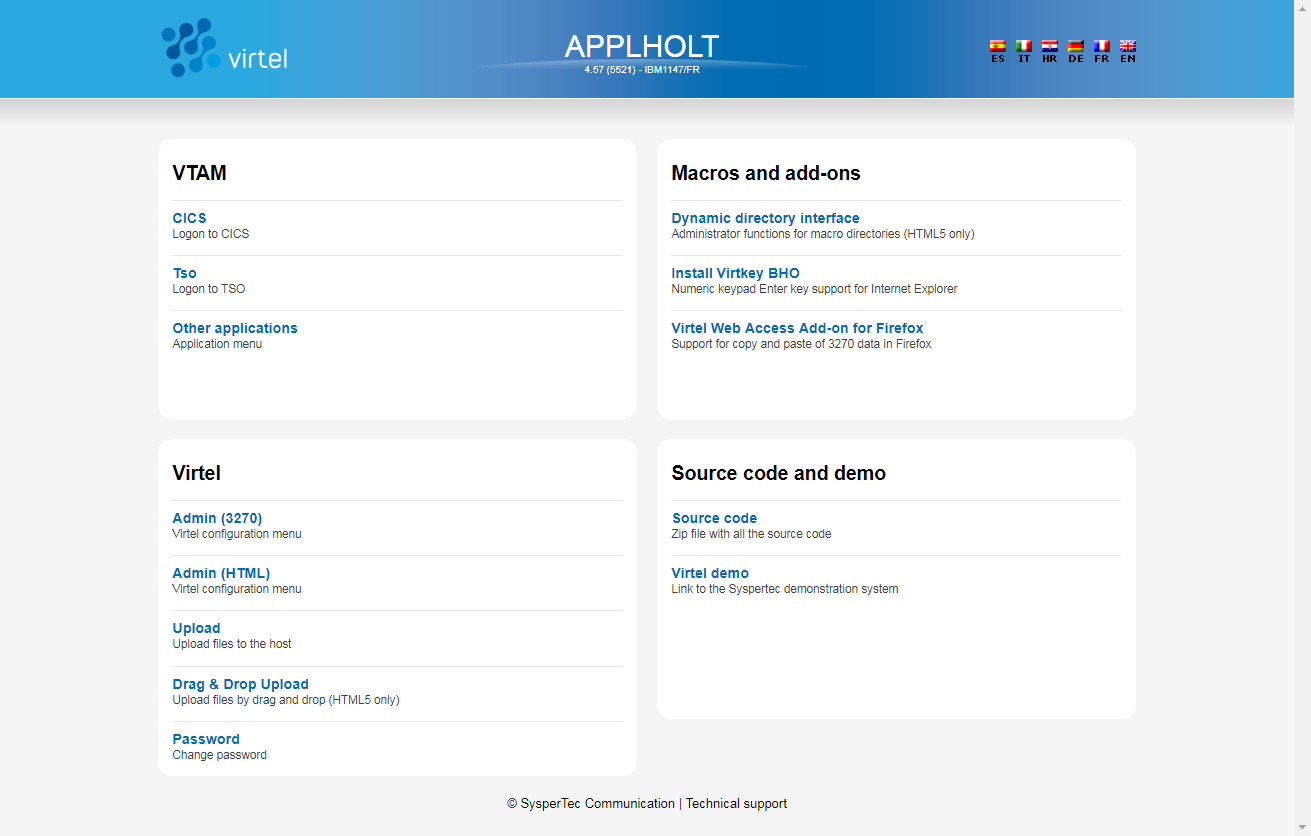 virtel
APPLHOLT
4.57 (5521) - IBM1147/FR
ES IT HR DE FR EN
VTAM
CICS
Logon to CICS
Tso
Logon to TSO
Other applications
Application menu
Macros and add-ons
Dynamic directory interface
Administrator functions for macro directories (HTML5 only)
Install Virtkey BHO
Numeric keypad Enter key support for Internet Explorer
Virtel Web Access Add-on for Firefox
Support for copy and paste of 3270 data in Firefox
Virtel
Admin (3270)
Virtel configuration menu
Admin (HTML)
Virtel configuration menu
Upload
Upload files to the host
Drag & Drop Upload
Upload files by drag and drop (HTML5 only)
Password
Change password
Source code and demo
Source code
Zip file with all the source code
Virtel demo
Link to the Syspertec demonstration system
© SysperTec Communication | Technical support